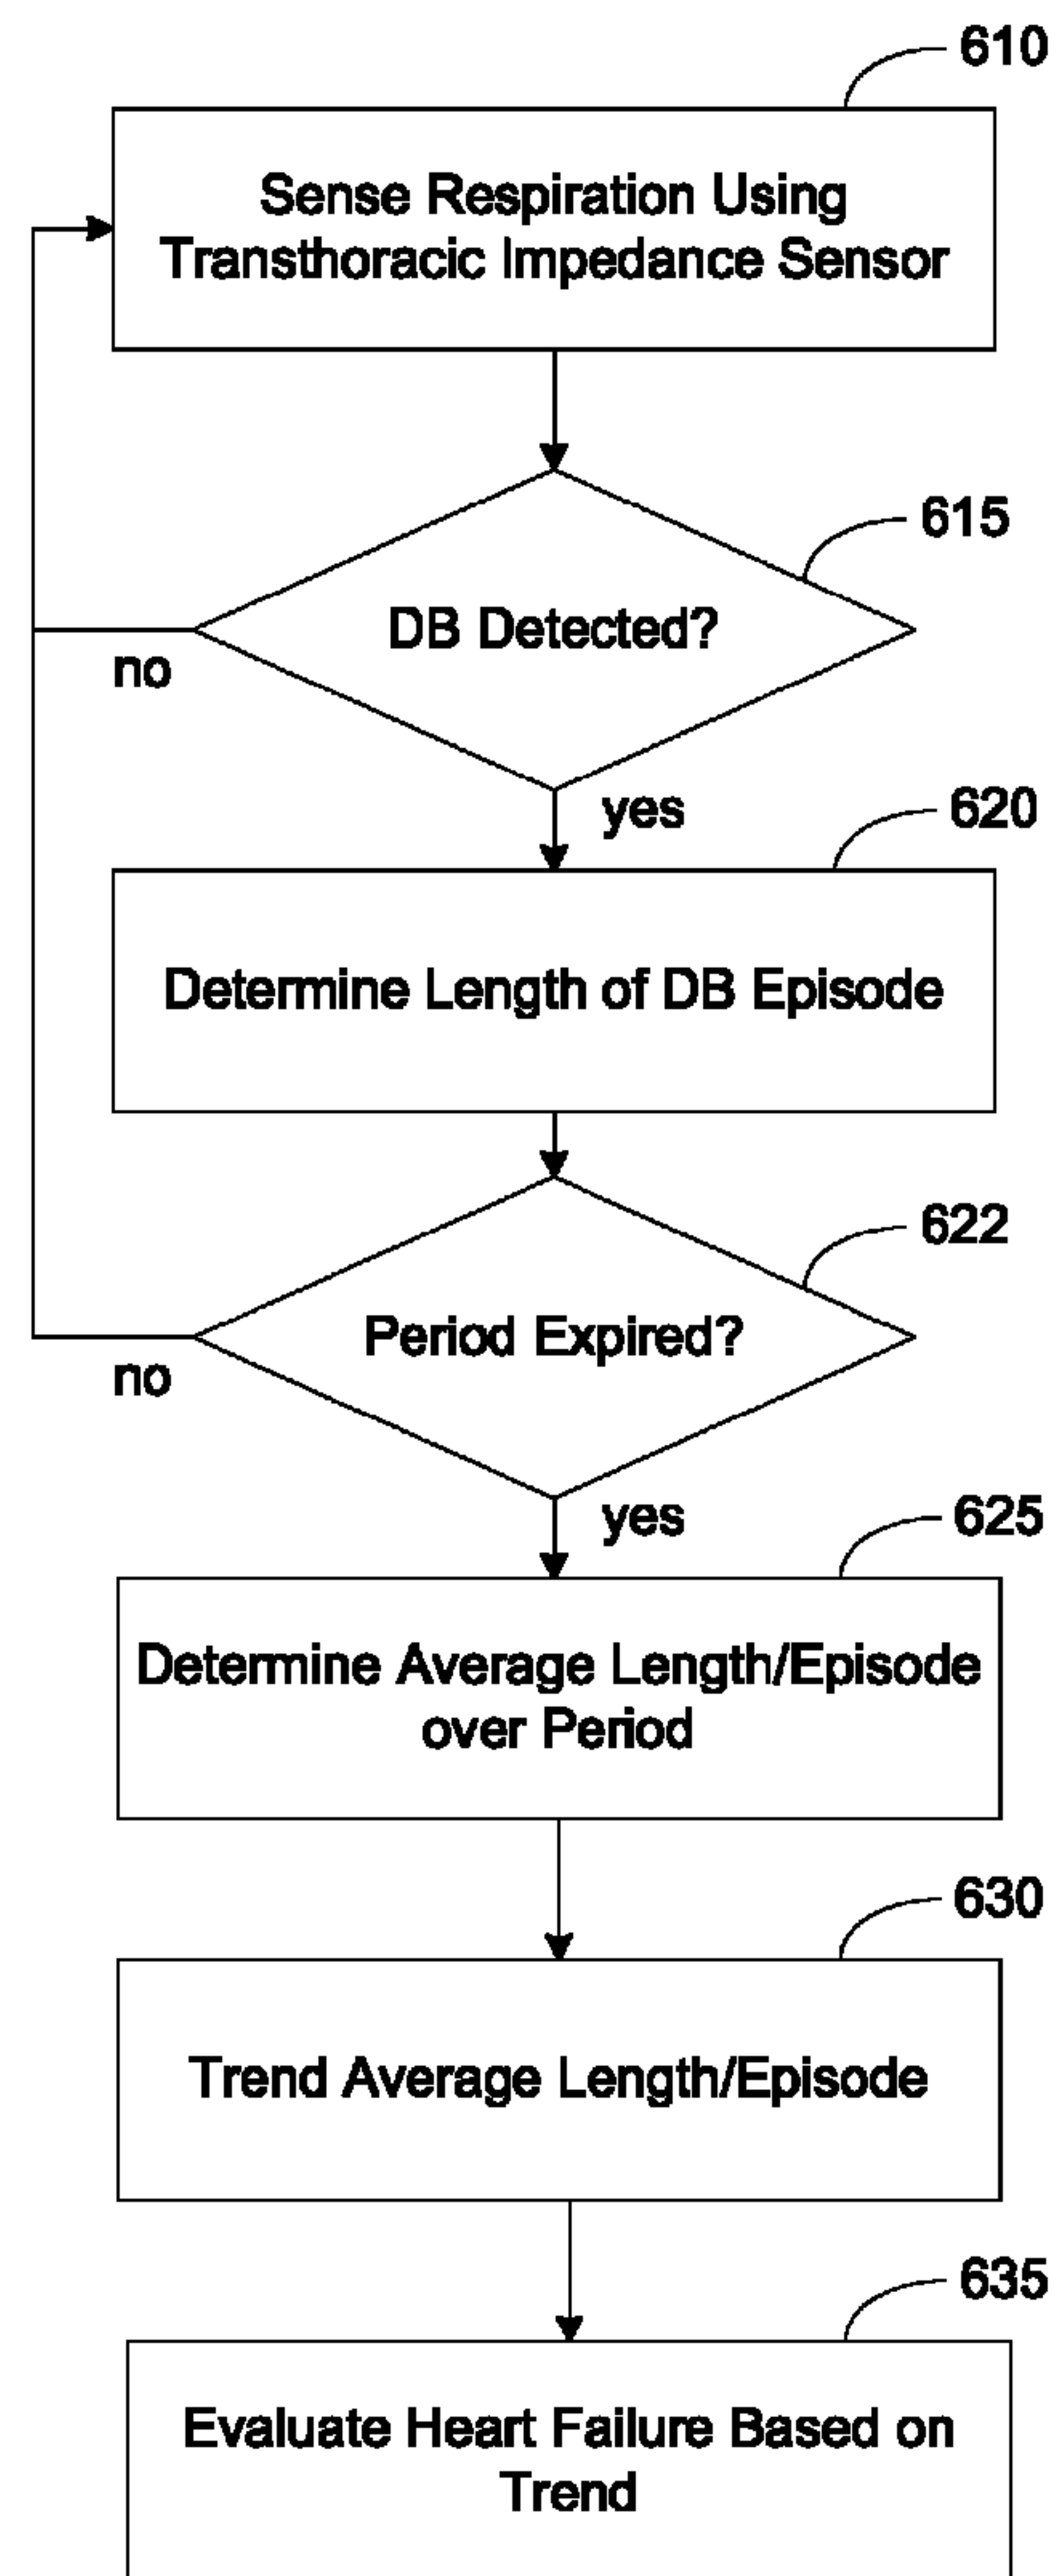 610
Sense Respiration Using
Transthoracic Impedance Sensor
615
DB Detected?
no
yes
620
Determine Length of DB Episode
622
Period Expired?
no
yes
625
Determine Average Length/Episode
over Period
630
Trend Average Length/Episode
635
Evaluate Heart Failure Based on
Trend